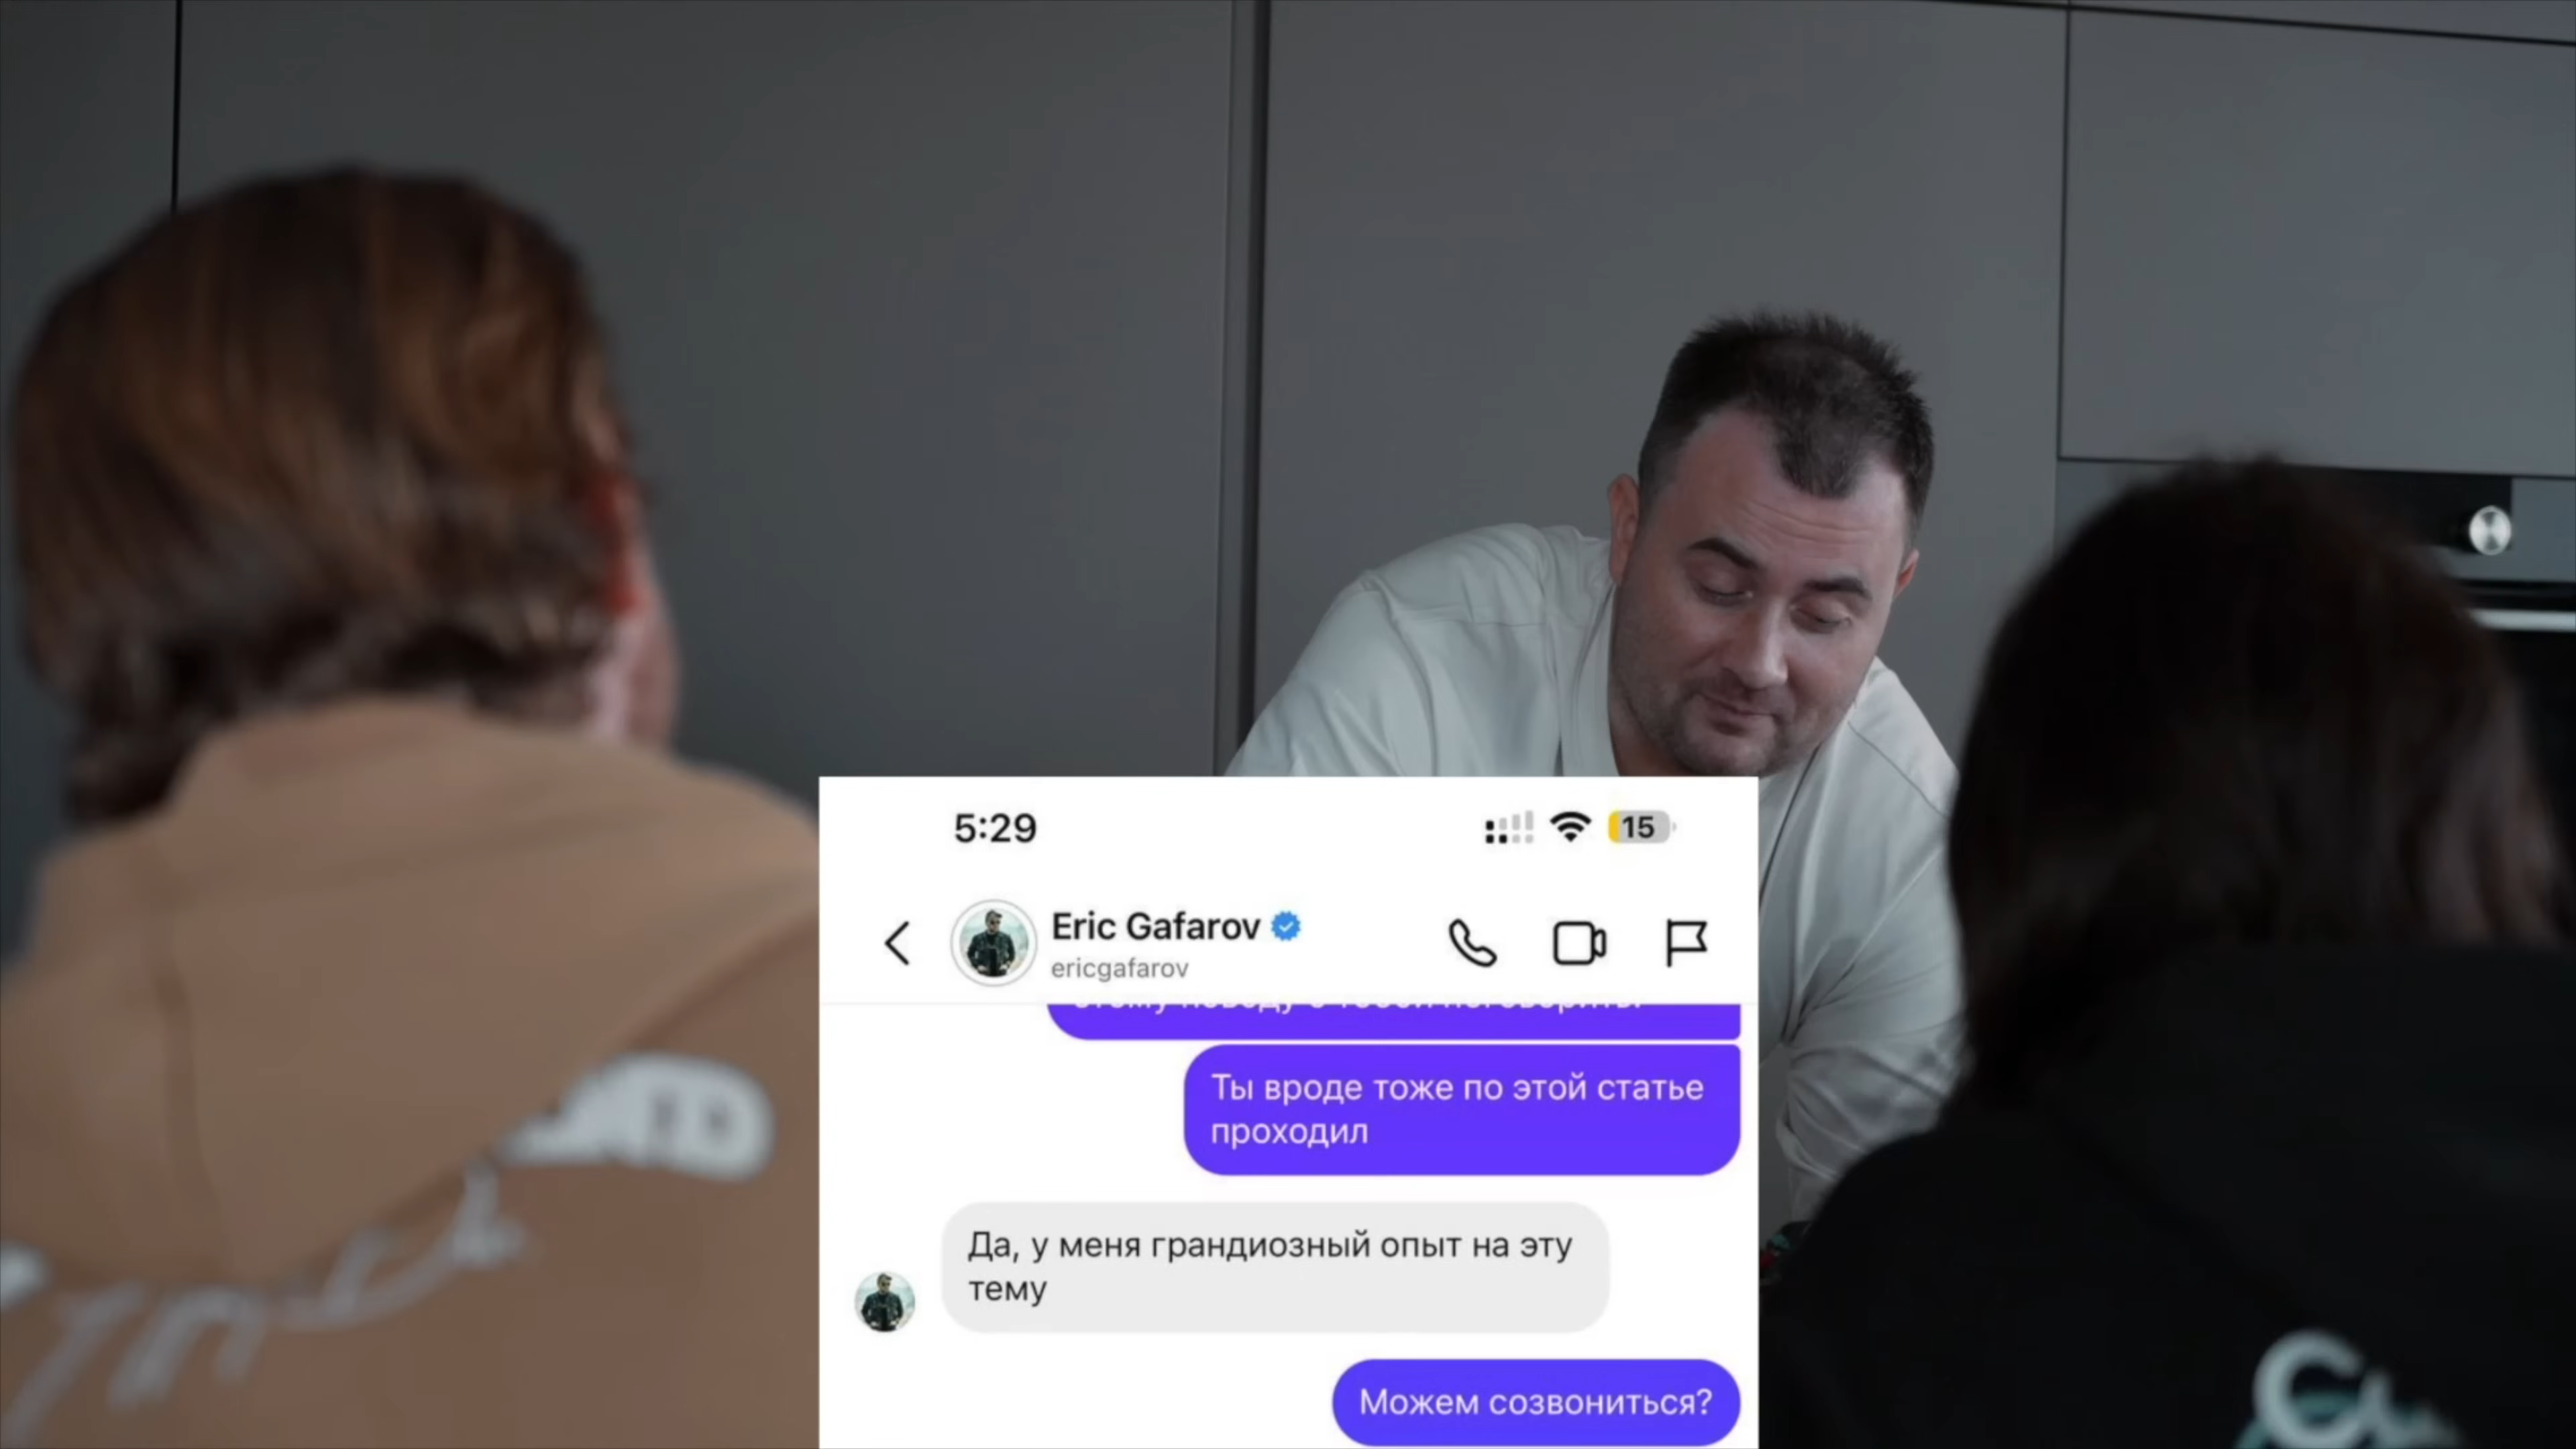 5:29
15
Eric Gafarov
ericgafarov
Ты вроде тоже по этой статье
проходил
Да, у меня грандиозный опыт на эту
тему
Можем созвониться?